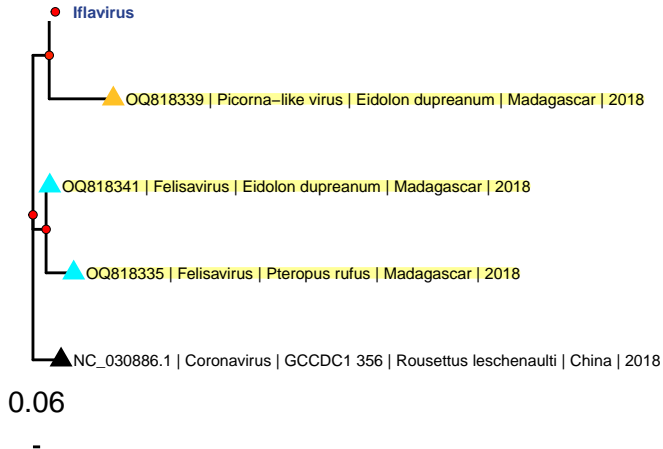 Iflavirus
OQ818339 | Picorna−like virus | Eidolon dupreanum | Madagascar | 2018
OQ818341 | Felisavirus | Eidolon dupreanum | Madagascar | 2018
OQ818335 | Felisavirus | Pteropus rufus | Madagascar | 2018
NC_030886.1 | Coronavirus | GCCDC1 356 | Rousettus leschenaulti | China | 2018
0.06